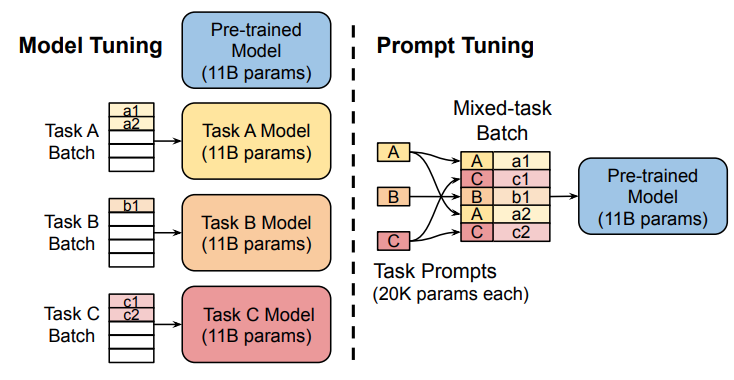 Model Tuning
Pre-trained
Model
(11B params)
a1
a2
Task A
Batch
Task A Model
(11B params)
b1
Task B
Batch
Task B Model
(11B params)
c1
c2
Task C
Batch
Task C Model
(11B params)
Prompt Tuning
Mixed-task
Batch
A
B
C
A a1
C c1
B b1
A a2
C c2
Pre-trained
Model
(11B params)
Task Prompts
(20K params each)